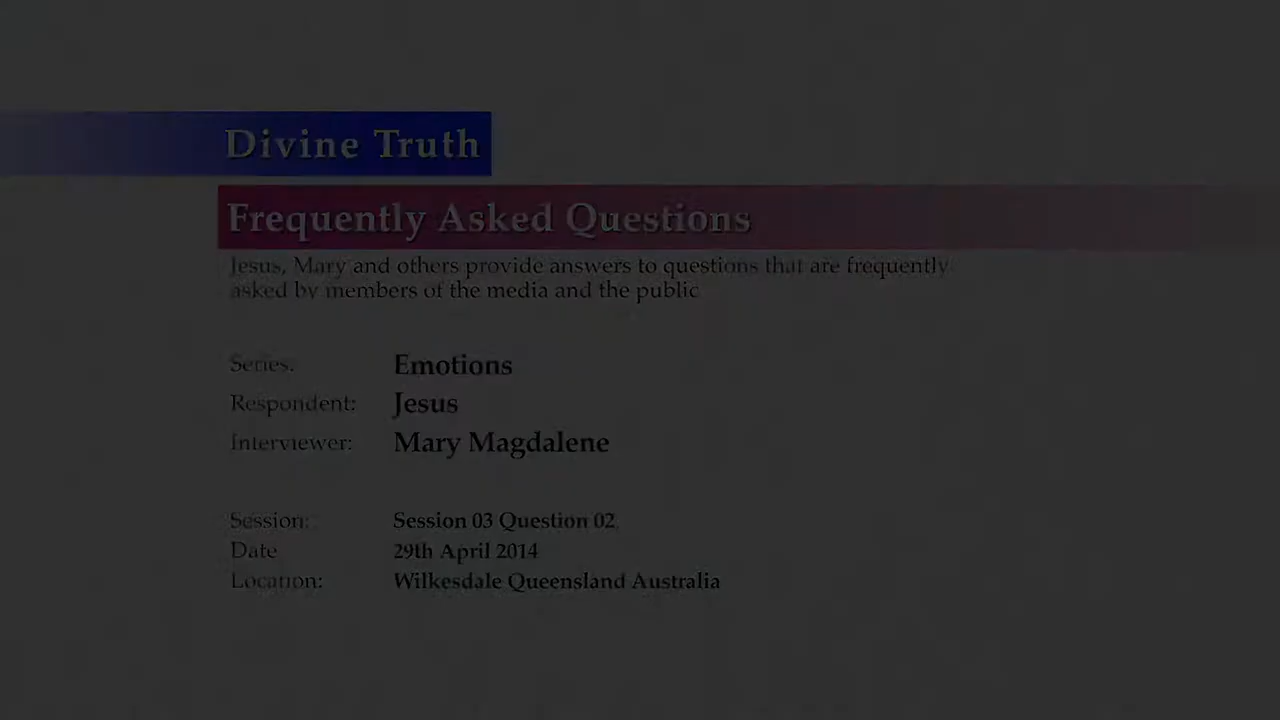 Divine Truth
Frequently Asked Questions
Jesus, Mary and others provide answers to questions that are frequently
asked by members of the media and the public
Series: Emotions
Respondent: Jesus
Interviewer: Mary Magdalene
Session: Session 03 Question 02
Date 29th April 2014
Location: Wilkesdale Queensland Australia